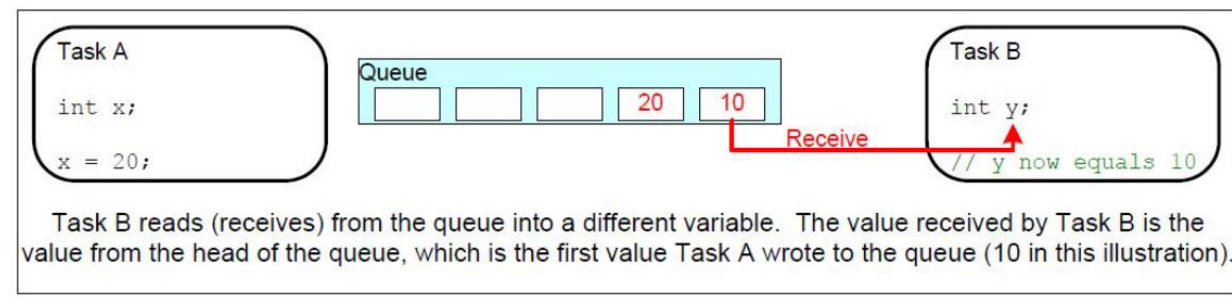 Task A
int x;
x = 20;
Queue
20 10
Receive
Task B
int y;
// y now equals 10
Task B reads (receives) from the queue into a different variable. The value received by Task B is the
value from the head of the queue, which is the first value Task A wrote to the queue (10 in this illustration).